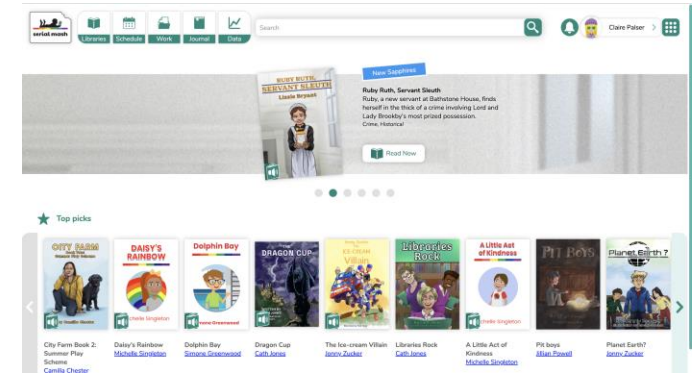 serial mash
Libraries
Schedule
Work
Journal
Data
Search
Claire Palser
New Sapphires
RUBY RUTH,
SERVANT SLEUTH
Lizzie Bryant
Ruby Ruth, Servant Sleuth
Ruby, a new servant at Bathstone House, finds
herself in the thick of a crime involving Lord and
Lady Brookby's most prized possession.
Crime, Historical
Read Now
Top picks
CITY FARM
Camilla Chester
DAISY'S
RAINBOW
Michelle Singleton
Dolphin Bay
Simone Greenwood
DRAGON CUP
ICE-CREAM
Villain
Libraries
Rock
A Little Act
of Kindness
Michelle Singleton
PIT BOYS
Planet Earth ?
City Farm Book 2:
Summer Play
Scheme
Camilla Chester
Daisy's Rainbow
Michelle Singleton
Dolphin Bay
Simone Greenwood
Dragon Cup
Cath Jones
The Ice-cream Villain
Jonny Zucker
Libraries Rock
Cath Jones
A Little Act of
Kindness
Michelle Singleton
Pit boys
Jillian Powell
Planet Earth?
Jonny Zucker